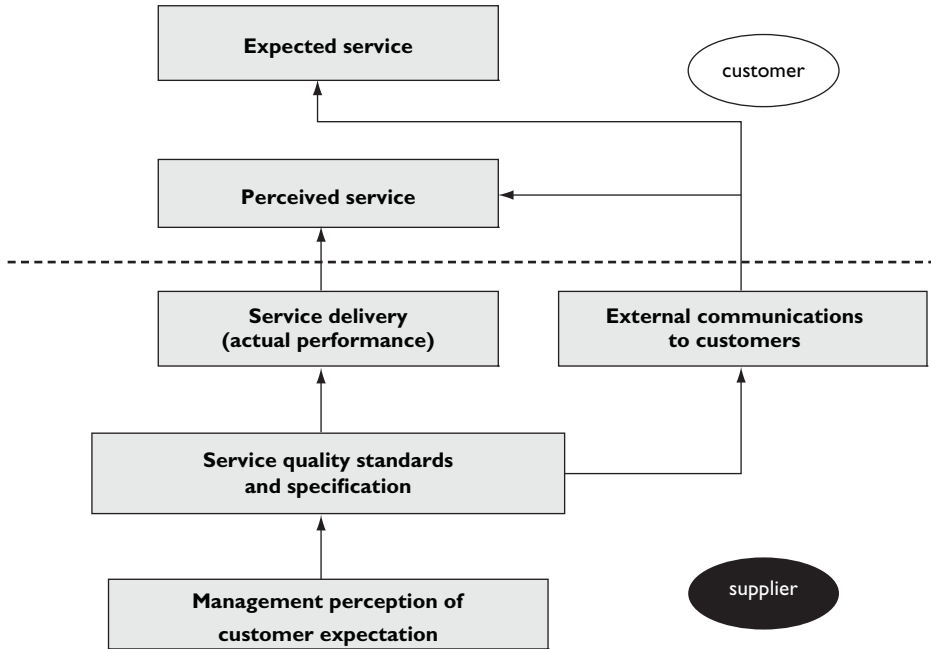 Expected service
customer
Perceived service
Service delivery
(actual performance)
External communications
to customers
Service quality standards
and specification
Management perception of
customer expectation
supplier